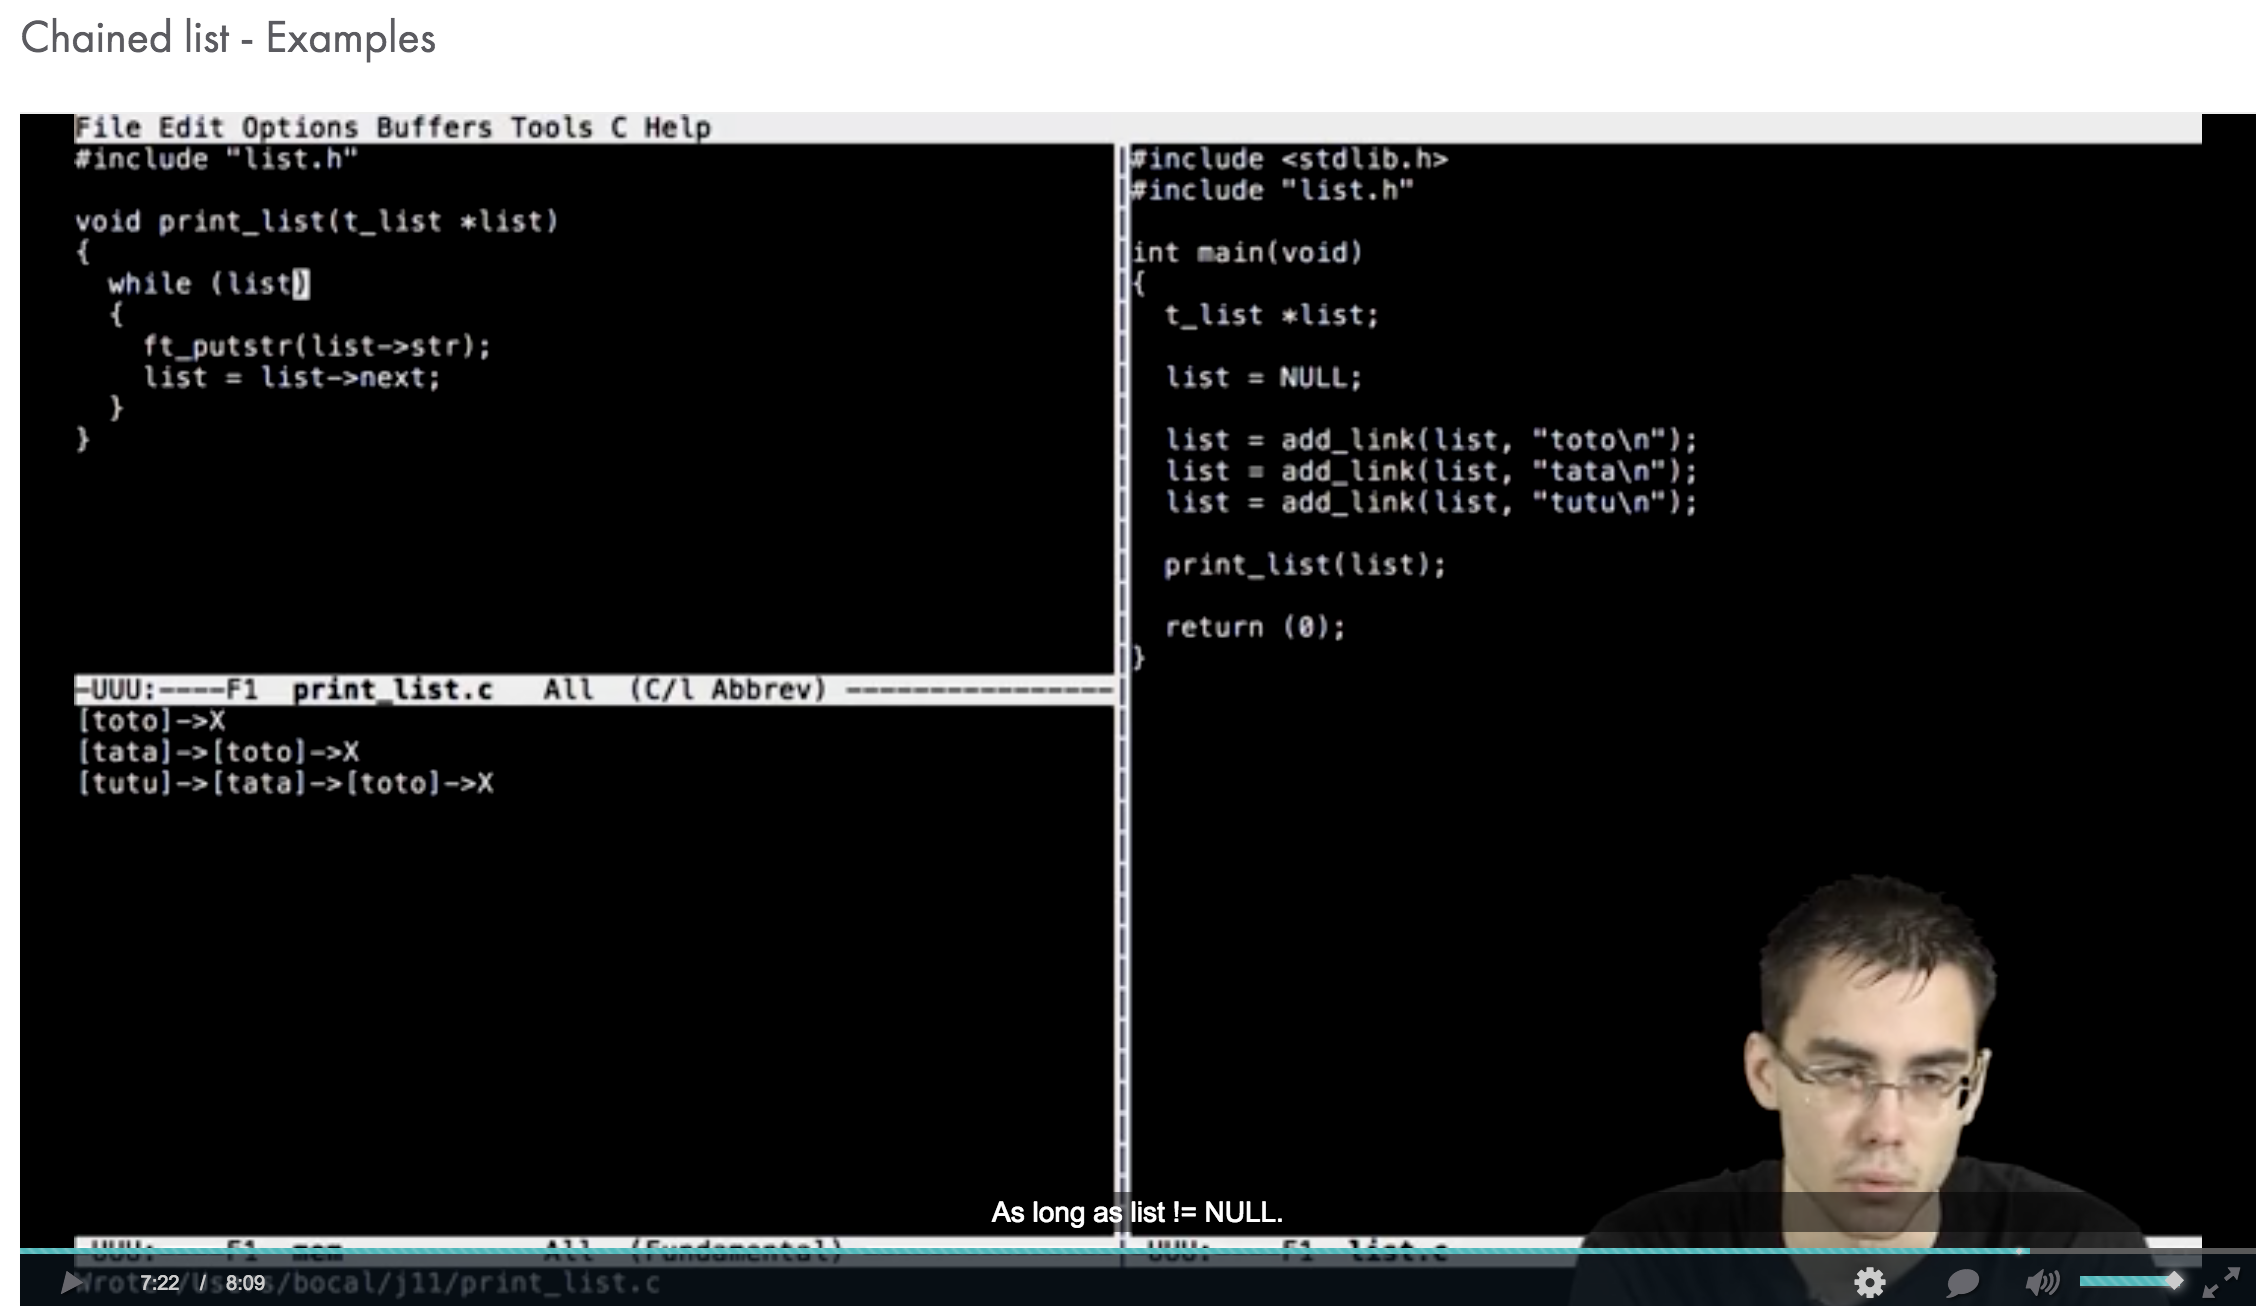 Chained list - Examples
File Edit Options Buffers Tools C Help
#include "list.h"
void print_list(t_list *list)
{
while (list)
{
ft_putstr(list->str);
list = list->next;
}
}
-UUU:----F1 print_list.c All (C/l Abbrev) ----------------
[toto]->X
[tata]->[toto]->X
[tutu]->[tata]->[toto]->X
#include <stdlib.h>
#include "list.h"
int main(void)
{
t_list *list;
list = NULL;
list = add_link(list, "toto\n");
list = add_link(list, "tata\n");
list = add_link(list, "tutu\n");
print_list(list);
return (0);
}
As long as list != NULL.
UUU: F1 mem All (Fundamental)
UUU: F1 list.c
Wrote /Users/bocal/j11/print_list.c
7:22 / 8:09